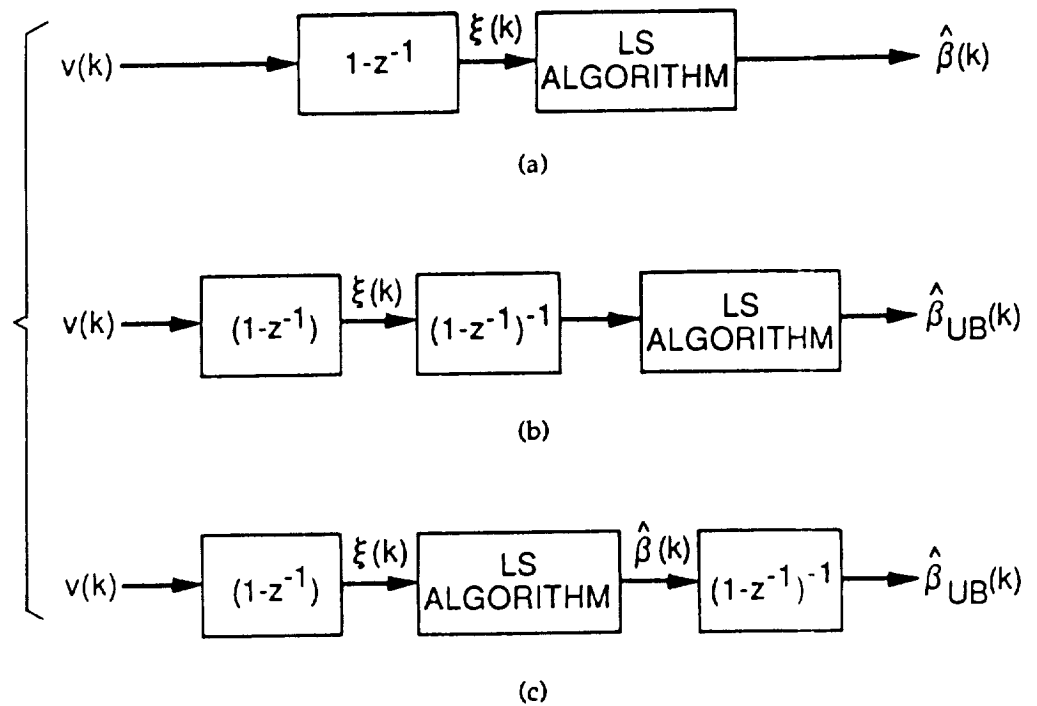 v(k) 1-z⁻¹ ξ(k) LS ALGORITHM β̂(k)
(a)
v(k) (1-z⁻¹) ξ(k) (1-z⁻¹)⁻¹ LS ALGORITHM β̂_UB(k)
(b)
v(k) (1-z⁻¹) ξ(k) LS ALGORITHM β̂(k) (1-z⁻¹)⁻¹ β̂_UB(k)
(c)